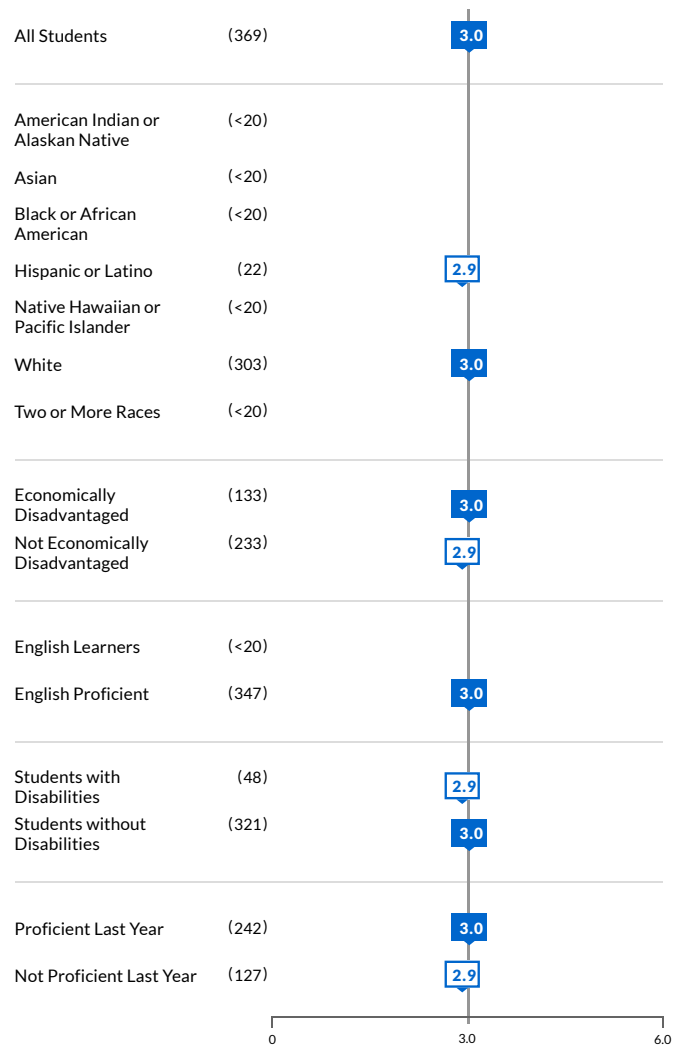 All Students (369) 3.0
American Indian or (<20)
Alaskan Native
Asian (<20)
Black or African (<20)
American
Hispanic or Latino (22) 2.9
Native Hawaiian or (<20)
Pacific Islander
White (303) 3.0
Two or More Races (<20)
Economically (133) 3.0
Disadvantaged
Not Economically (233) 2.9
Disadvantaged
English Learners (<20)
English Proficient (347) 3.0
Students with (48) 2.9
Disabilities
Students without (321) 3.0
Disabilities
Proficient Last Year (242) 3.0
Not Proficient Last Year (127) 2.9
0 3.0 6.0